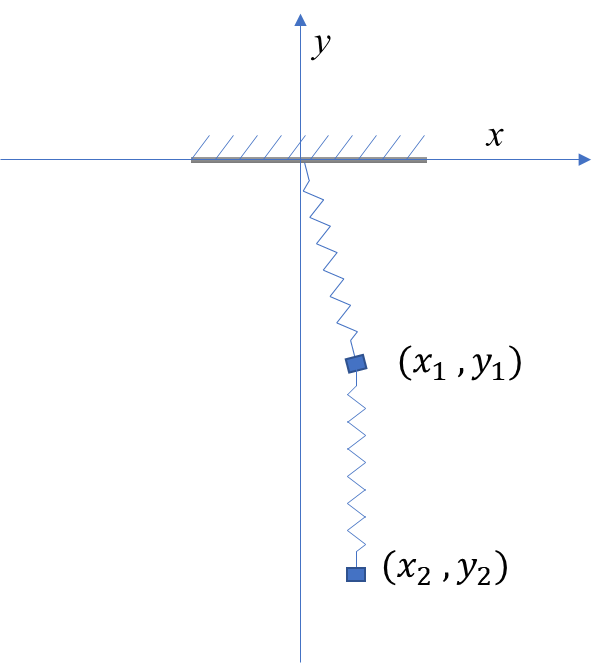 y
x
(x₁ , y₁)
(x₂ , y₂)